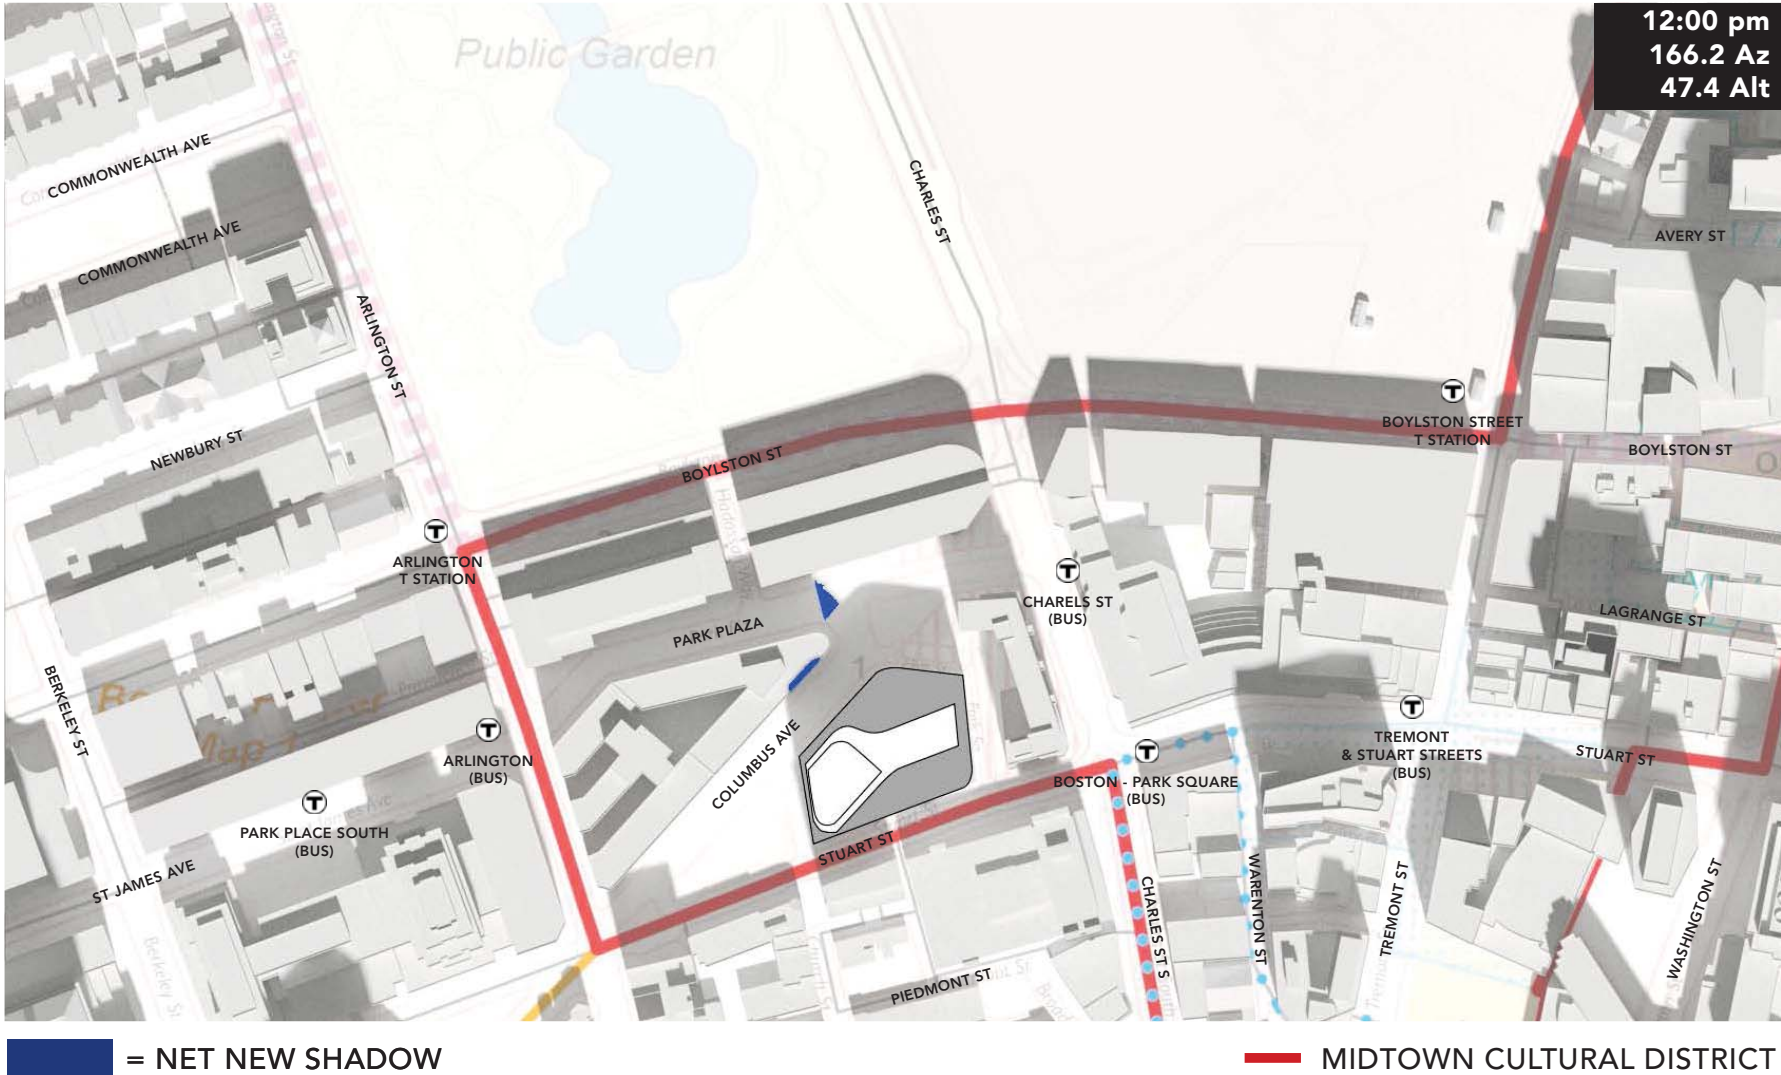 12:00 pm
166.2 Az
47.4 Alt
Public Garden
COMMONWEALTH AVE
COMMONWEALTH AVE
CHARLES ST
AVERY ST
ARLINGTON ST
T
BOYLSTON STREET
T STATION
NEWBURY ST
BOYLSTON ST
BOYLSTON ST
T
ARLINGTON
T STATION
T
CHARELS ST
(BUS)
LAGRANGE ST
PARK PLAZA
BERKELEY ST
T
ARLINGTON
(BUS)
COLUMBUS AVE
T
BOSTON - PARK SQUARE
(BUS)
T
TREMONT
& STUART STREETS
(BUS)
STUART ST
T
PARK PLACE SOUTH
(BUS)
STUART ST
ST JAMES AVE
CHARLES ST S
WARENTON ST
TREMONT ST
WASHINGTON ST
Berkeley St
PIEDMONT ST
= NET NEW SHADOW
MIDTOWN CULTURAL DISTRICT